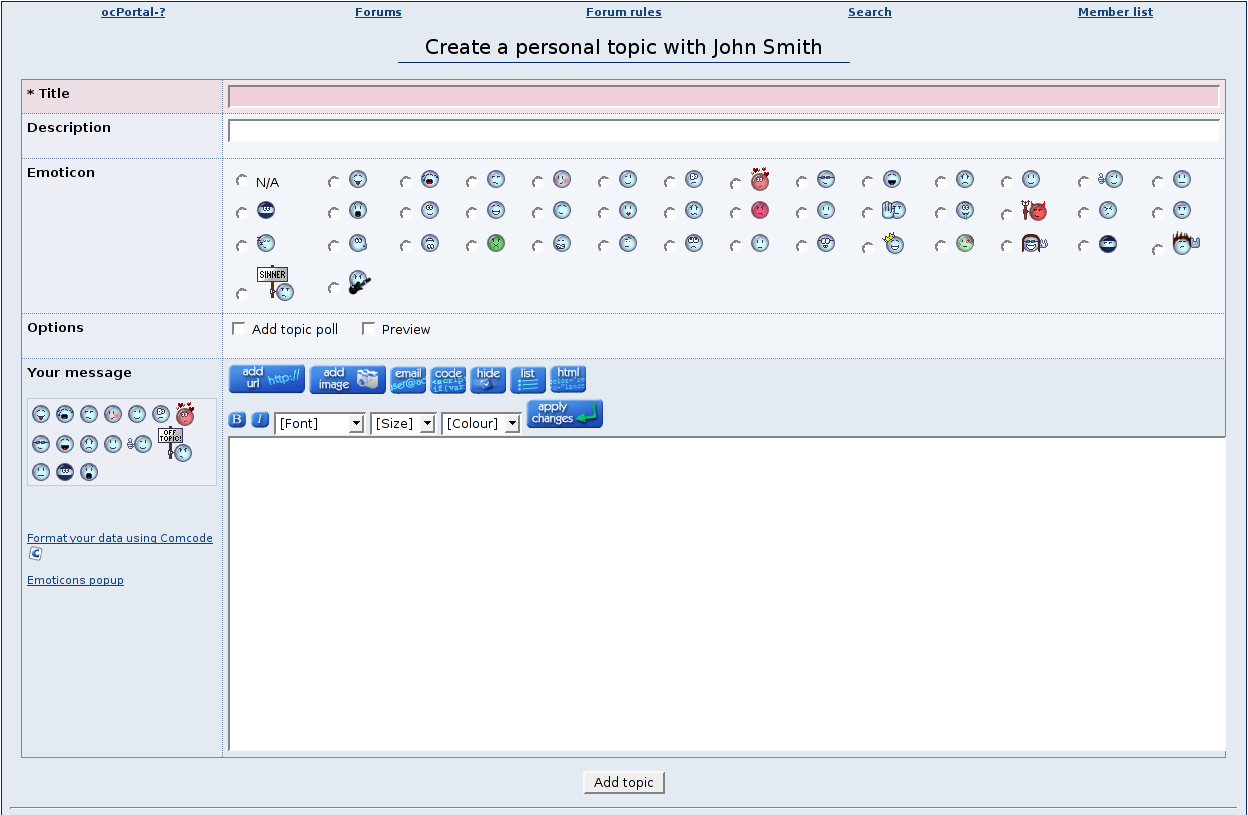 ocPortal-? Forums Forum rules Search Member list
Create a personal topic with John Smith
* Title
Description
Emoticon
N/A
SINNER
Options
Add topic poll Preview
Your message
add url http://
add image
email
code
hide
list
html
B I [Font] [Size] [Colour] apply changes
OFF TOPIC!
Format your data using Comcode
Emoticons popup
Add topic